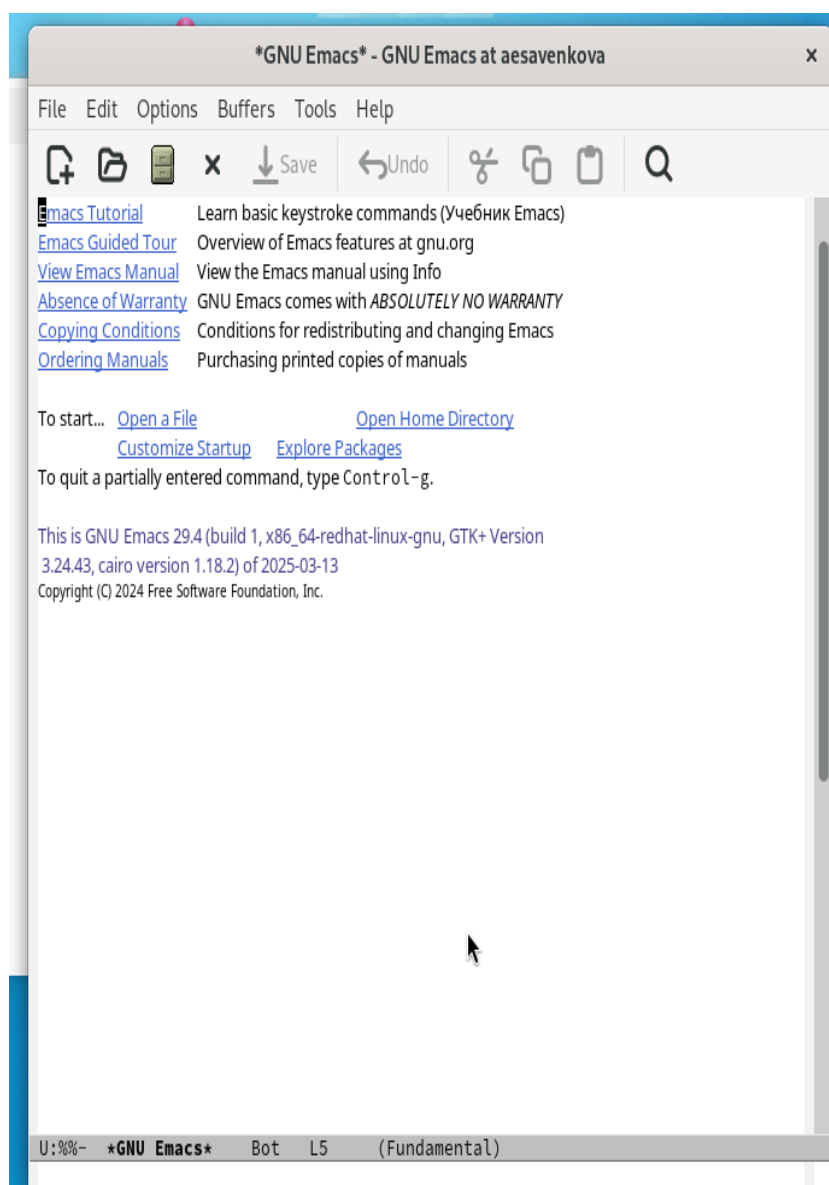 *GNU Emacs* - GNU Emacs at aesavenkova
File Edit Options Buffers Tools Help
Save Undo
Emacs Tutorial Learn basic keystroke commands (Учебник Emacs)
Emacs Guided Tour Overview of Emacs features at gnu.org
View Emacs Manual View the Emacs manual using Info
Absence of Warranty GNU Emacs comes with ABSOLUTELY NO WARRANTY
Copying Conditions Conditions for redistributing and changing Emacs
Ordering Manuals Purchasing printed copies of manuals
To start... Open a File Open Home Directory
Customize Startup Explore Packages
To quit a partially entered command, type Control-g.
This is GNU Emacs 29.4 (build 1, x86_64-redhat-linux-gnu, GTK+ Version
3.24.43, cairo version 1.18.2) of 2025-03-13
Copyright (C) 2024 Free Software Foundation, Inc.
U:%%- *GNU Emacs* Bot L5 (Fundamental)